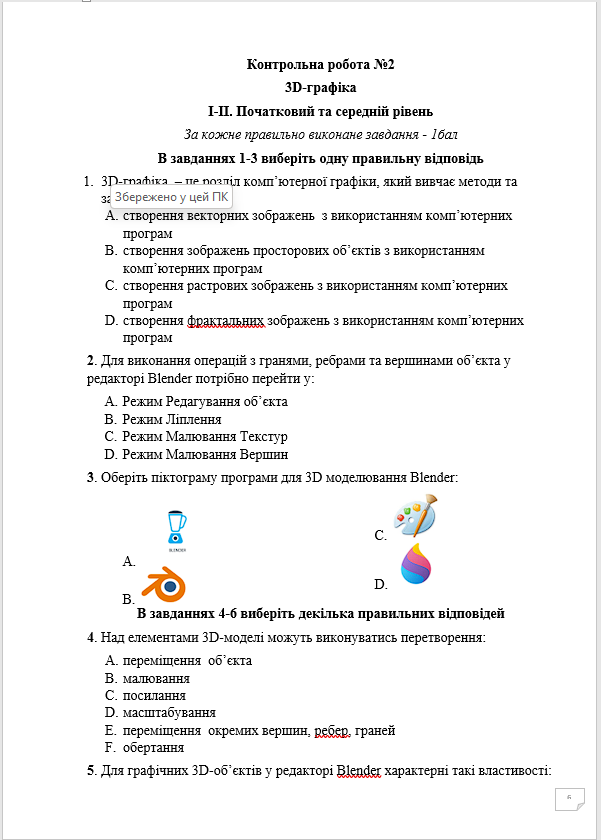 Контрольна робота №2
3D-графіка
І-ІІ. Початковий та середній рівень
За кожне правильно виконане завдання - 1бал
В завданнях 1-3 виберіть одну правильну відповідь
1. 3D-графіка – це розділ комп’ютерної графіки, який вивчає методи та
Збережено у цей ПК
A. створення векторних зображень з використанням комп’ютерних
програм
B. створення зображень просторових об’єктів з використанням
комп’ютерних програм
C. створення растрових зображень з використанням комп’ютерних
програм
D. створення фрактальних зображень з використанням комп’ютерних
програм
2. Для виконання операцій з гранями, ребрами та вершинами об’єкта у
редакторі Blender потрібно перейти у:
A. Режим Редагування об’єкта
B. Режим Ліплення
C. Режим Малювання Текстур
D. Режим Малювання Вершин
3. Оберіть піктограму програми для 3D моделювання Blender:
BLENDER
A.
B.
C.
D.
В завданнях 4-6 виберіть декілька правильних відповідей
4. Над елементами 3D-моделі можуть виконуватись перетворення:
A. переміщення об’єкта
B. малювання
C. посилання
D. масштабування
E. переміщення окремих вершин, ребер, граней
F. обертання
5. Для графічних 3D-об’єктів у редакторі Blender характерні такі властивості: